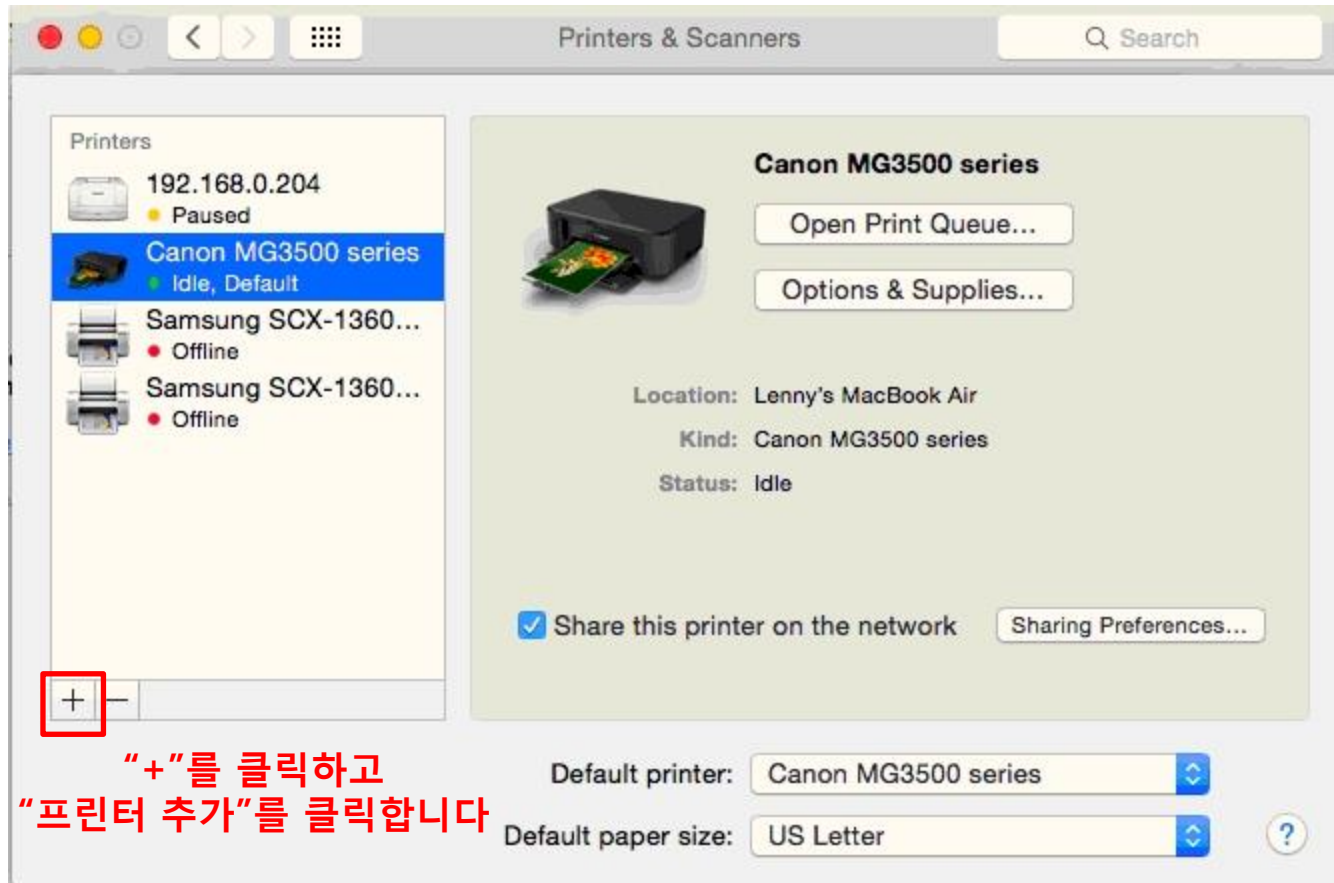 Printers & Scanners
Search
Printers
192.168.0.204
Paused
Canon MG3500 series
Idle, Default
Samsung SCX-1360...
Offline
Samsung SCX-1360...
Offline
Canon MG3500 series
Open Print Queue...
Options & Supplies...
Location: Lenny's MacBook Air
Kind: Canon MG3500 series
Status: Idle
Share this printer on the network
Sharing Preferences...
“+”를 클릭하고
“프린터 추가”를 클릭합니다
Default printer: Canon MG3500 series
Default paper size: US Letter
?